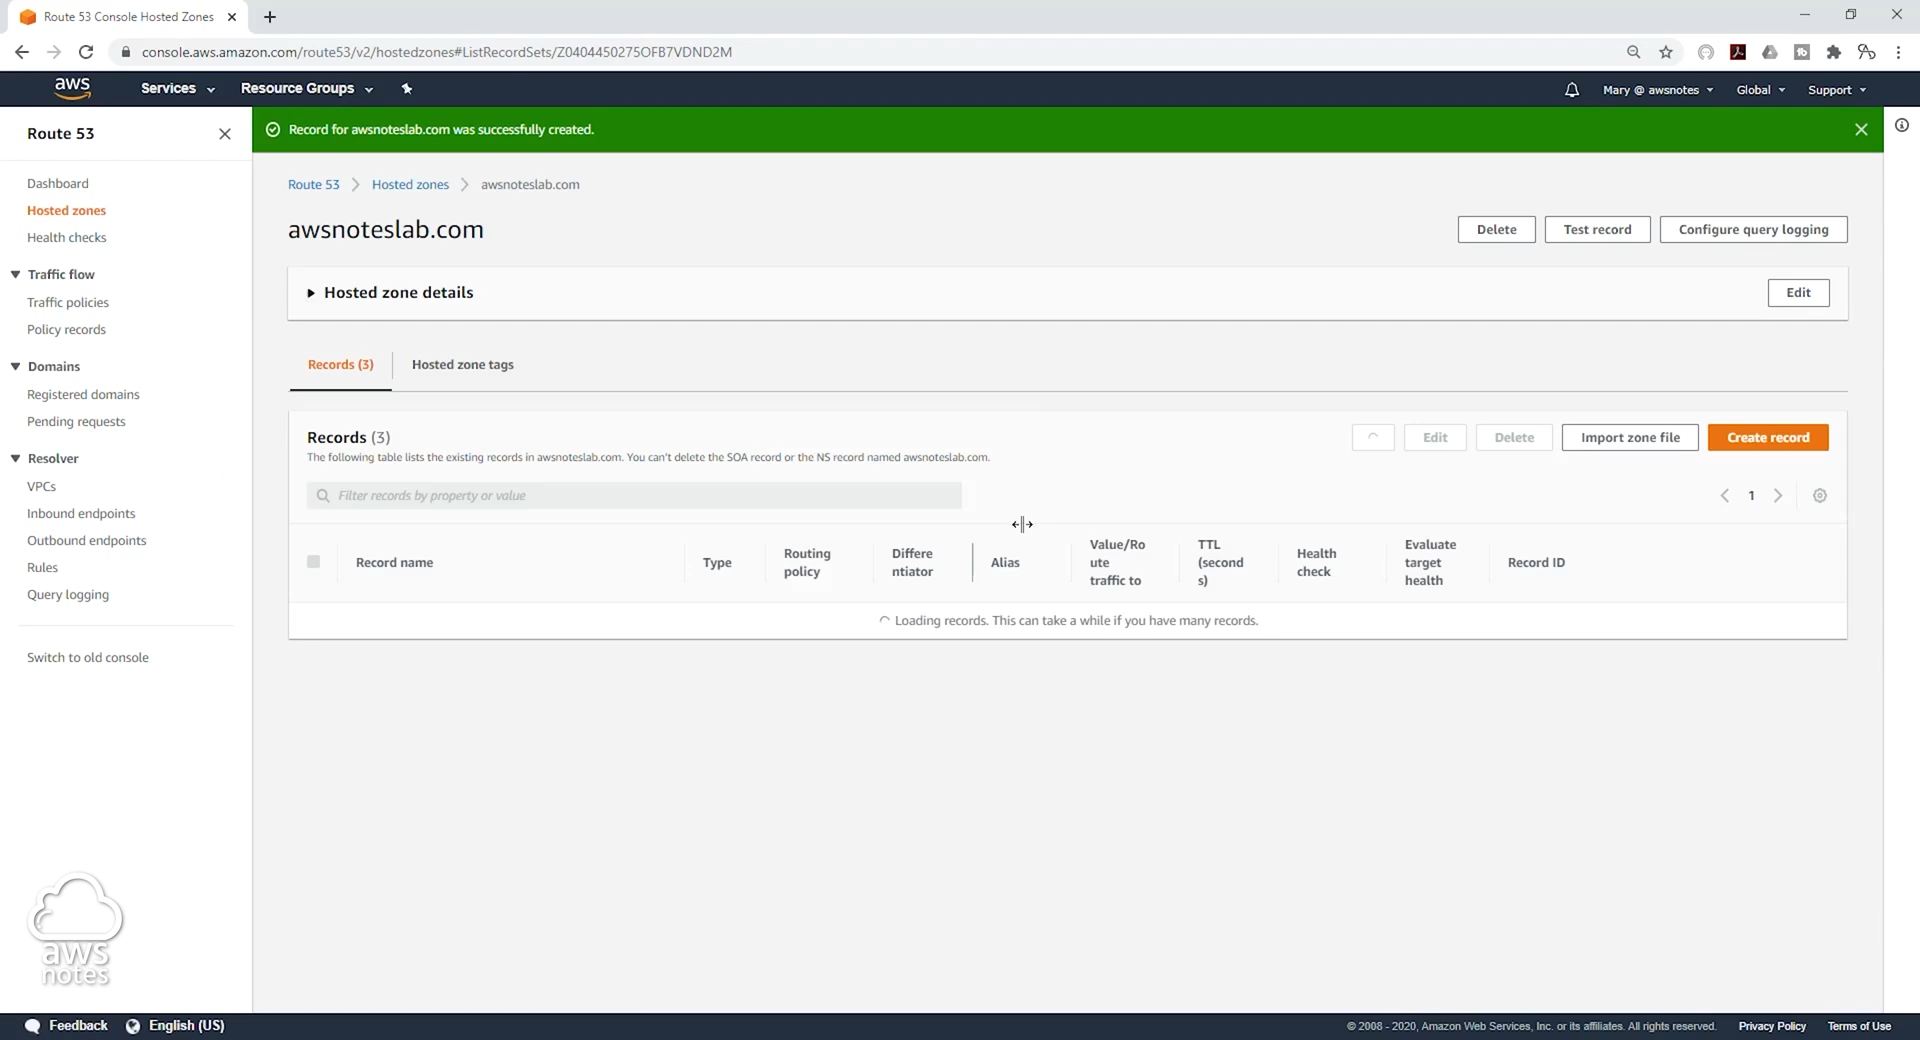 Route 53 Console Hosted Zones
console.aws.amazon.com/route53/v2/hostedzones#ListRecordSets/Z0404450275OFB7VDND2M
aws
Services
Resource Groups
Mary @ awsnotes
Global
Support
Route 53
Record for awsnoteslab.com was successfully created.
Dashboard
Hosted zones
Health checks
Traffic flow
Traffic policies
Policy records
Domains
Registered domains
Pending requests
Resolver
VPCs
Inbound endpoints
Outbound endpoints
Rules
Query logging
Switch to old console
Route 53
Hosted zones
awsnoteslab.com
awsnoteslab.com
Delete
Test record
Configure query logging
Hosted zone details
Edit
Records (3)
Hosted zone tags
Records (3)
The following table lists the existing records in awsnoteslab.com. You can't delete the SOA record or the NS record named awsnoteslab.com.
Edit
Delete
Import zone file
Create record
Filter records by property or value
1
Record name
Type
Routing
policy
Differe
ntiator
Alias
Value/Ro
ute
traffic to
TTL
(second
s)
Health
check
Evaluate
target
health
Record ID
Loading records. This can take a while if you have many records.
aws
notes
Feedback
English (US)
© 2008 - 2020, Amazon Web Services, Inc. or its affiliates. All rights reserved.
Privacy Policy
Terms of Use